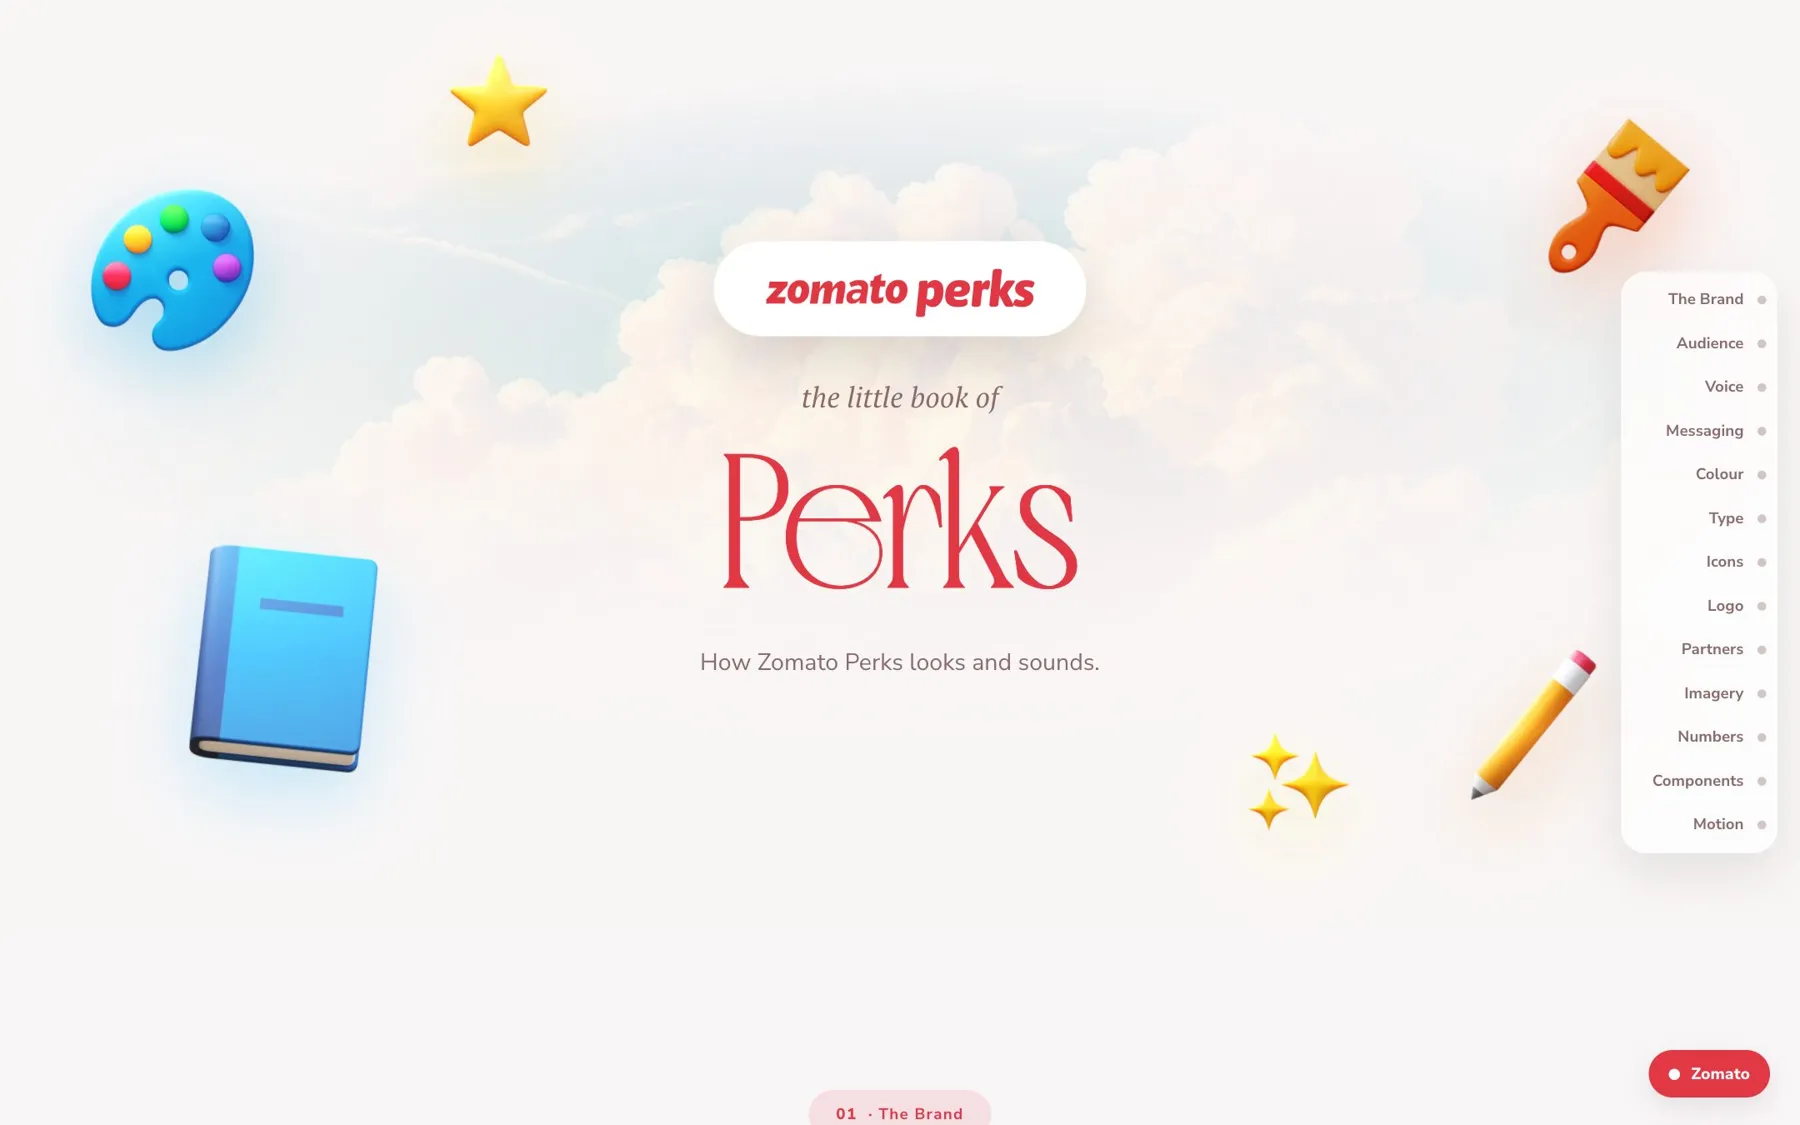 zomato perks
the little book of
Perks
How Zomato Perks looks and sounds.
The Brand
Audience
Voice
Messaging
Colour
Type
Icons
Logo
Partners
Imagery
Numbers
Components
Motion
Zomato
01 · The Brand